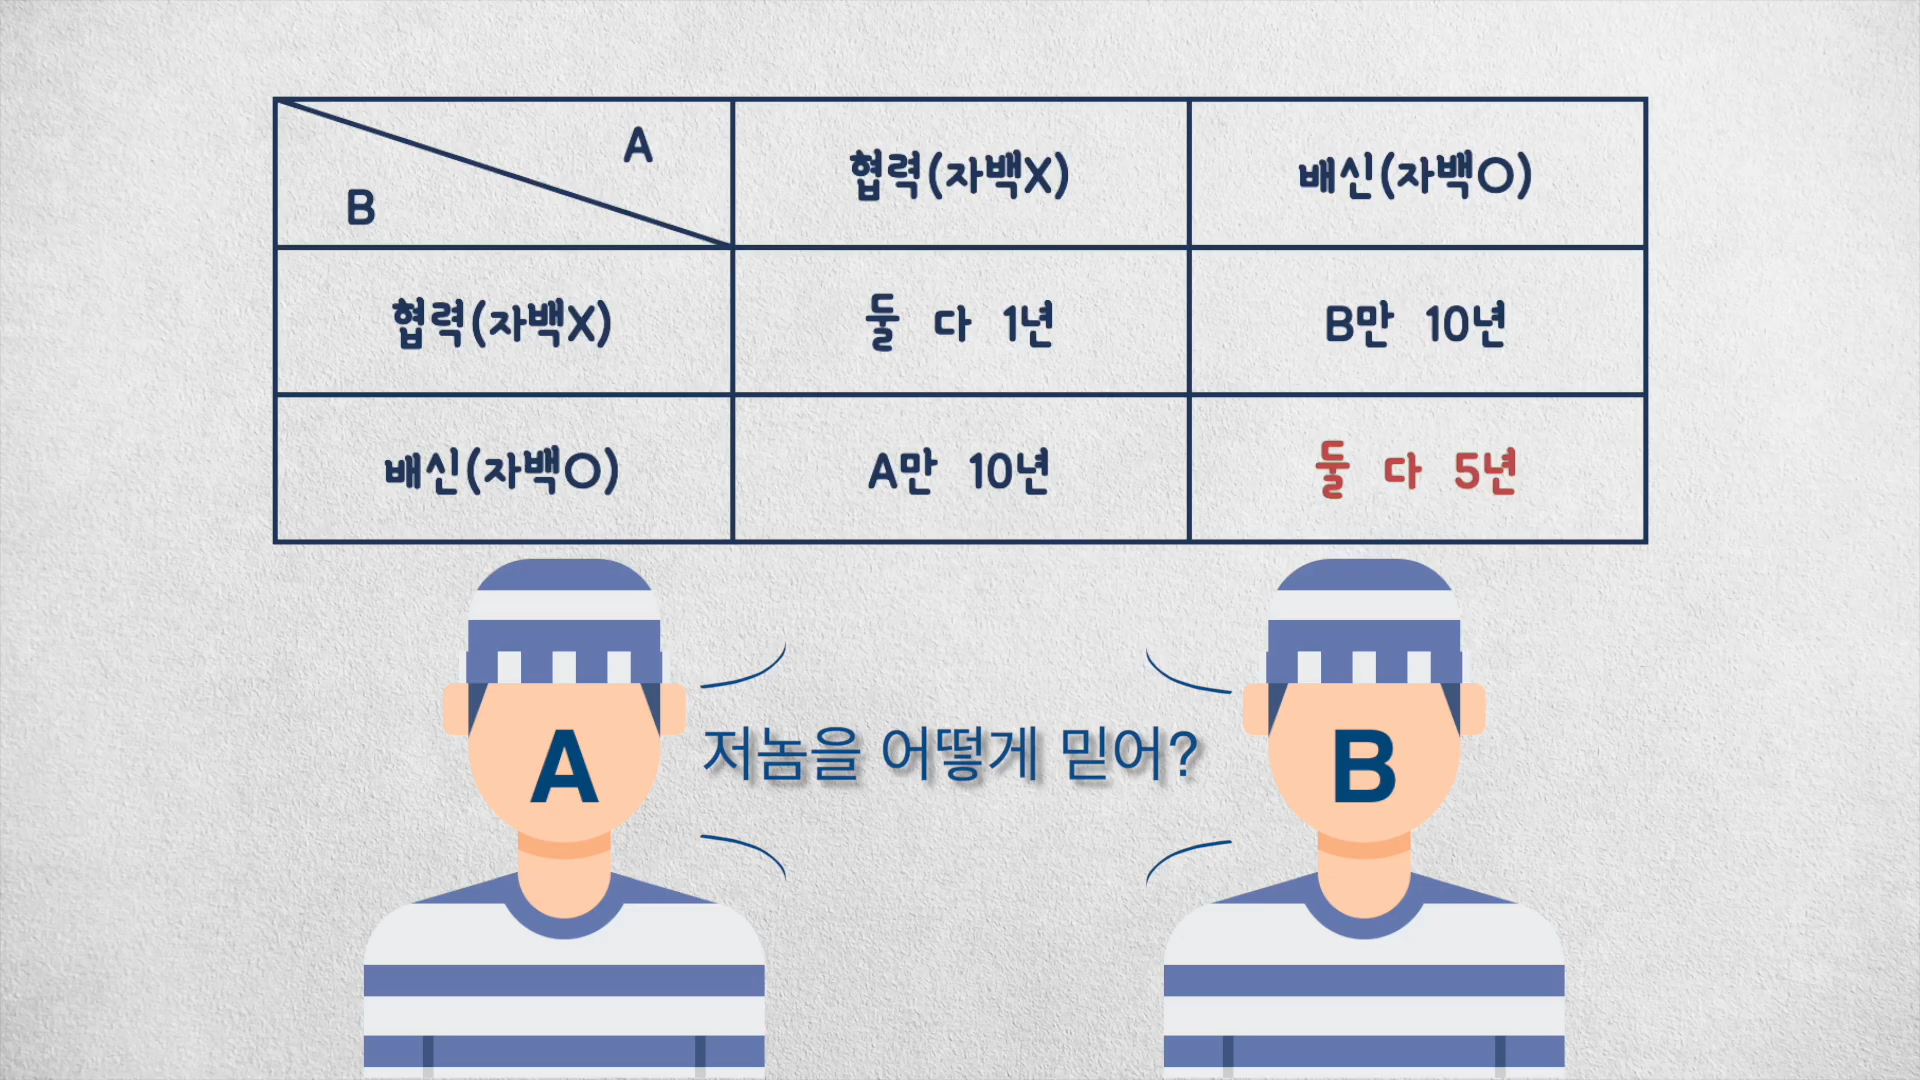 A
B
협력(자백X)
배신(자백O)
협력(자백X)
둘 다 1년
B만 10년
배신(자백O)
A만 10년
둘 다 5년
A
저놈을 어떻게 믿어?
B